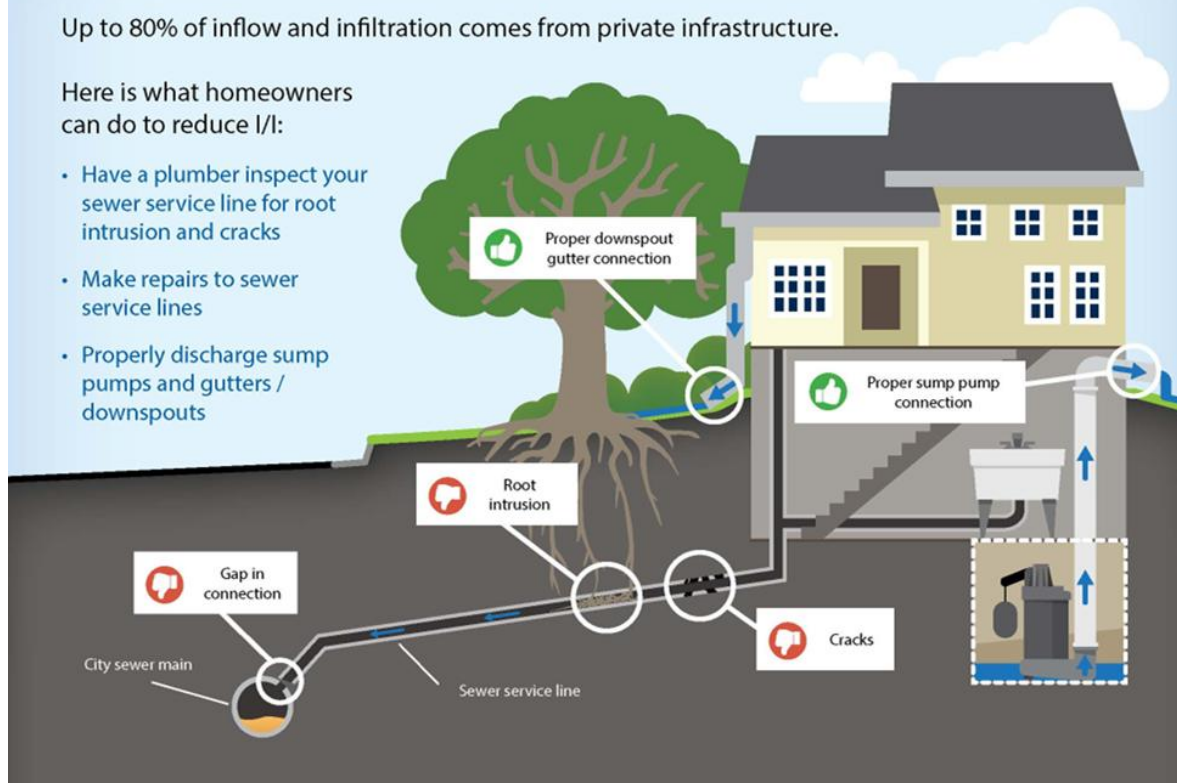 Up to 80% of inflow and infiltration comes from private infrastructure.
Here is what homeowners
can do to reduce I/I:
• Have a plumber inspect your
sewer service line for root
intrusion and cracks
• Make repairs to sewer
service lines
• Properly discharge sump
pumps and gutters /
downspouts
Proper downspout
gutter connection
Proper sump pump
connection
Root
intrusion
Gap in
connection
Cracks
City sewer main
Sewer service line